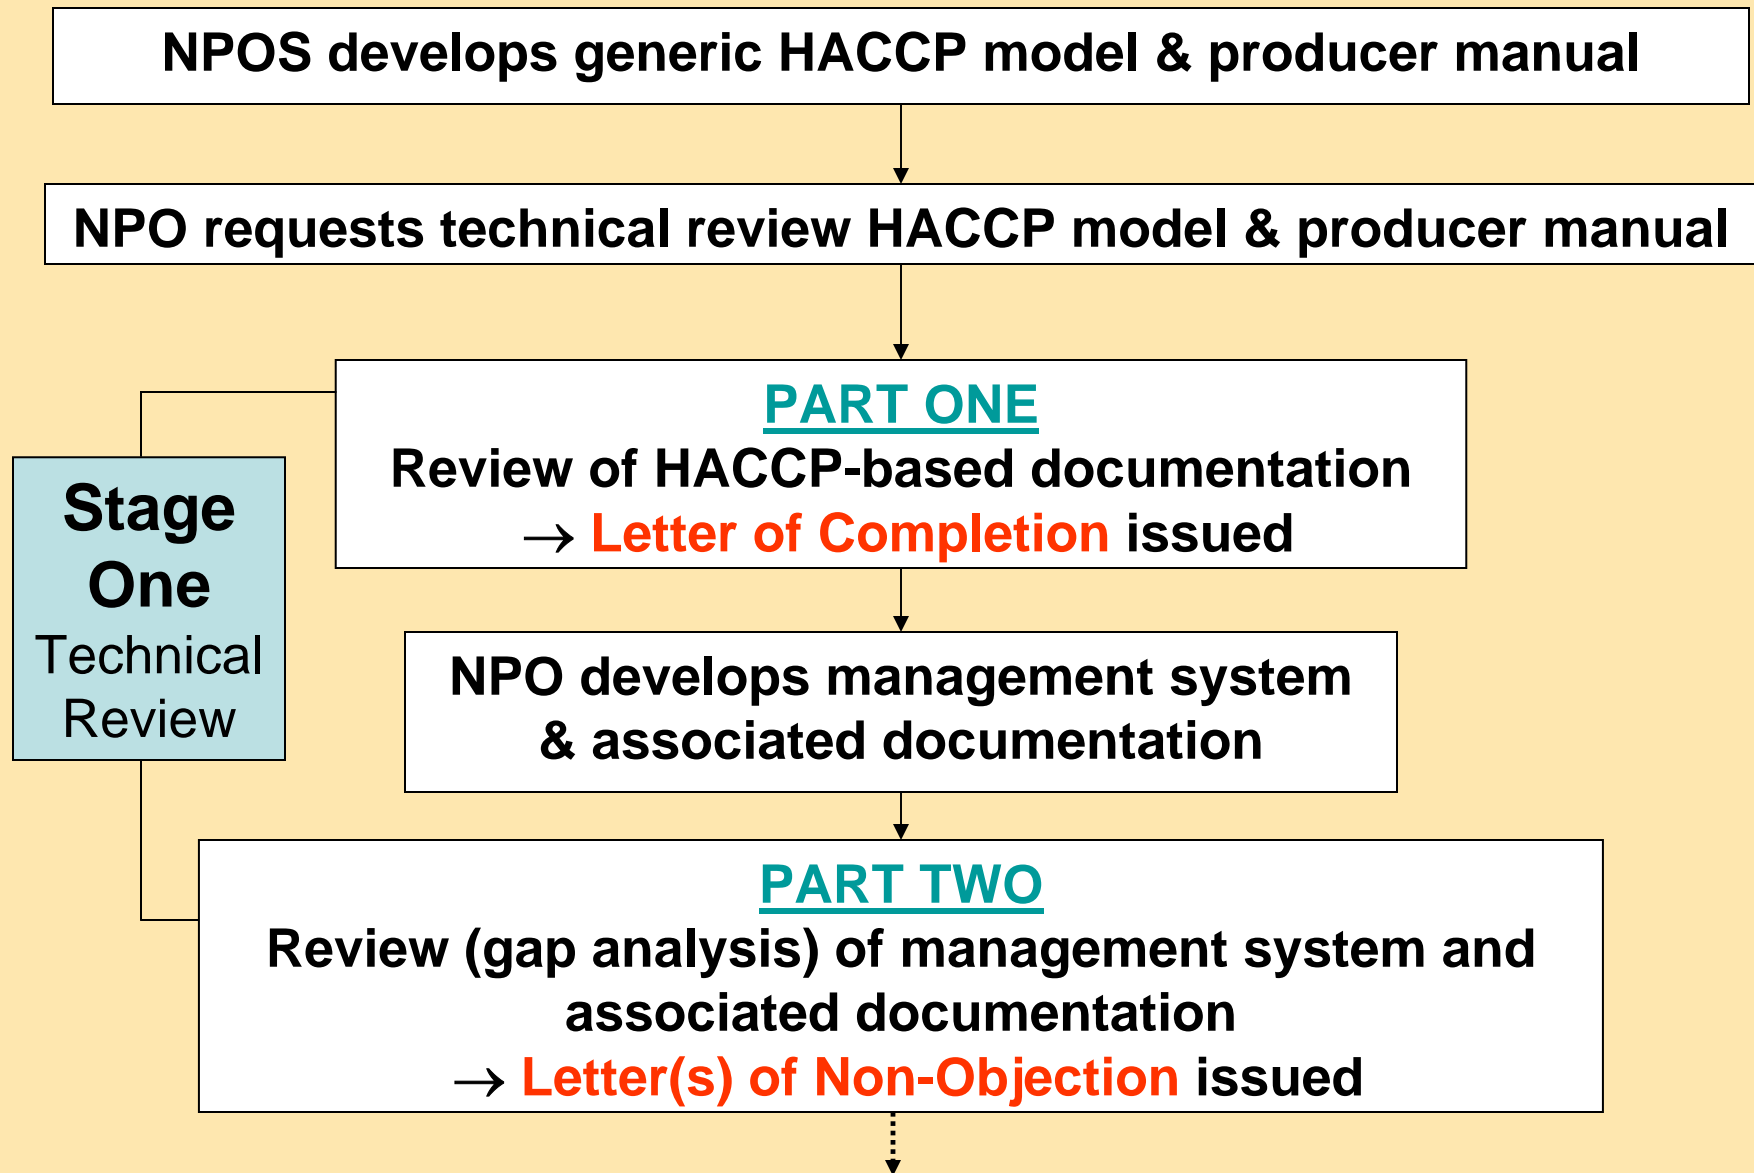 NPOS develops generic HACCP model & producer manual
NPO requests technical review HACCP model & producer manual
PART ONE
Review of HACCP-based documentation
→ Letter of Completion issued
Stage
One
Technical
Review
NPO develops management system
& associated documentation
PART TWO
Review (gap analysis) of management system and
associated documentation
→ Letter(s) of Non-Objection issued